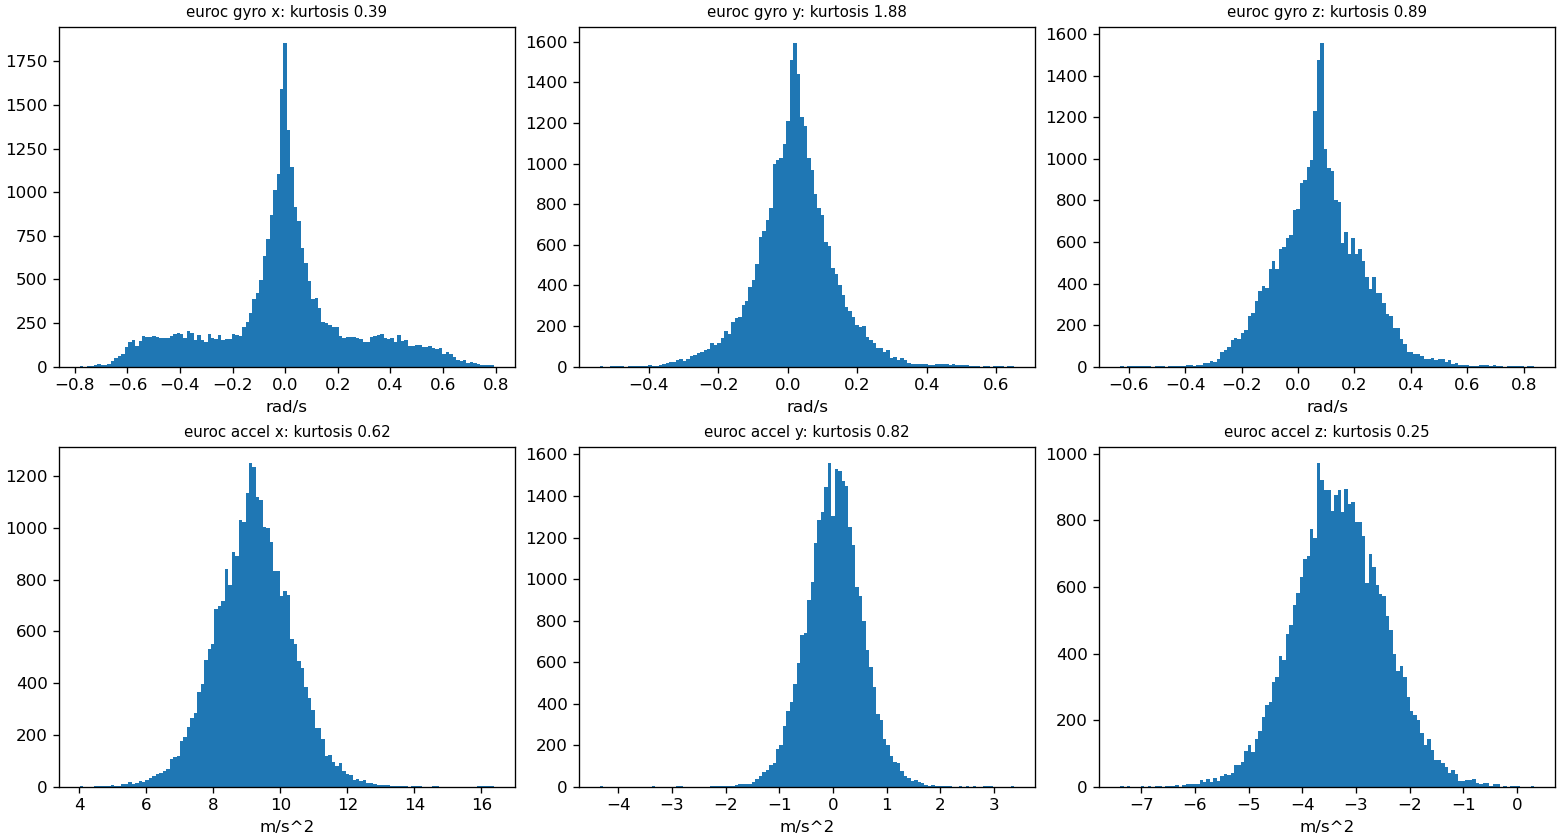 euroc gyro x: kurtosis 0.39
1750
1500
1250
1000
750
500
250
0
−0.8 −0.6 −0.4 −0.2 0.0 0.2 0.4 0.6 0.8
rad/s
euroc gyro y: kurtosis 1.88
1600
1400
1200
1000
800
600
400
200
0
−0.4 −0.2 0.0 0.2 0.4 0.6
rad/s
euroc gyro z: kurtosis 0.89
1600
1400
1200
1000
800
600
400
200
0
−0.6 −0.4 −0.2 0.0 0.2 0.4 0.6 0.8
rad/s
euroc accel x: kurtosis 0.62
1200
1000
800
600
400
200
0
4 6 8 10 12 14 16
m/s^2
euroc accel y: kurtosis 0.82
1600
1400
1200
1000
800
600
400
200
0
−4 −3 −2 −1 0 1 2 3
m/s^2
euroc accel z: kurtosis 0.25
1000
800
600
400
200
0
−7 −6 −5 −4 −3 −2 −1 0
m/s^2